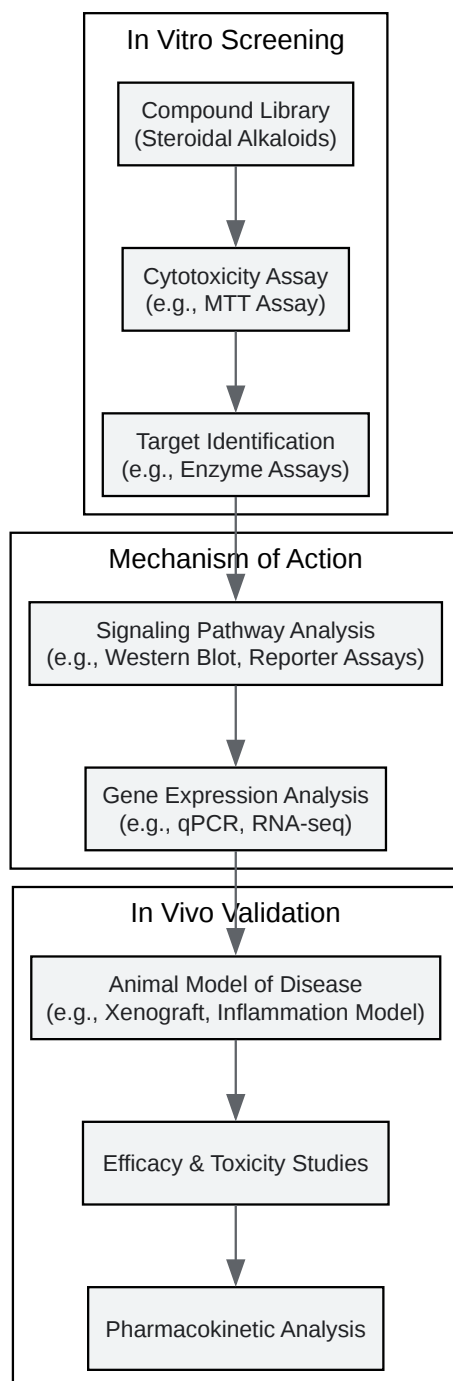 In Vitro Screening
Compound Library
(Steroidal Alkaloids)
Cytotoxicity Assay
(e.g., MTT Assay)
Target Identification
(e.g., Enzyme Assays)
Mechanism of Action
Signaling Pathway Analysis
(e.g., Western Blot, Reporter Assays)
Gene Expression Analysis
(e.g., qPCR, RNA-seq)
In Vivo Validation
Animal Model of Disease
(e.g., Xenograft, Inflammation Model)
Efficacy & Toxicity Studies
Pharmacokinetic Analysis